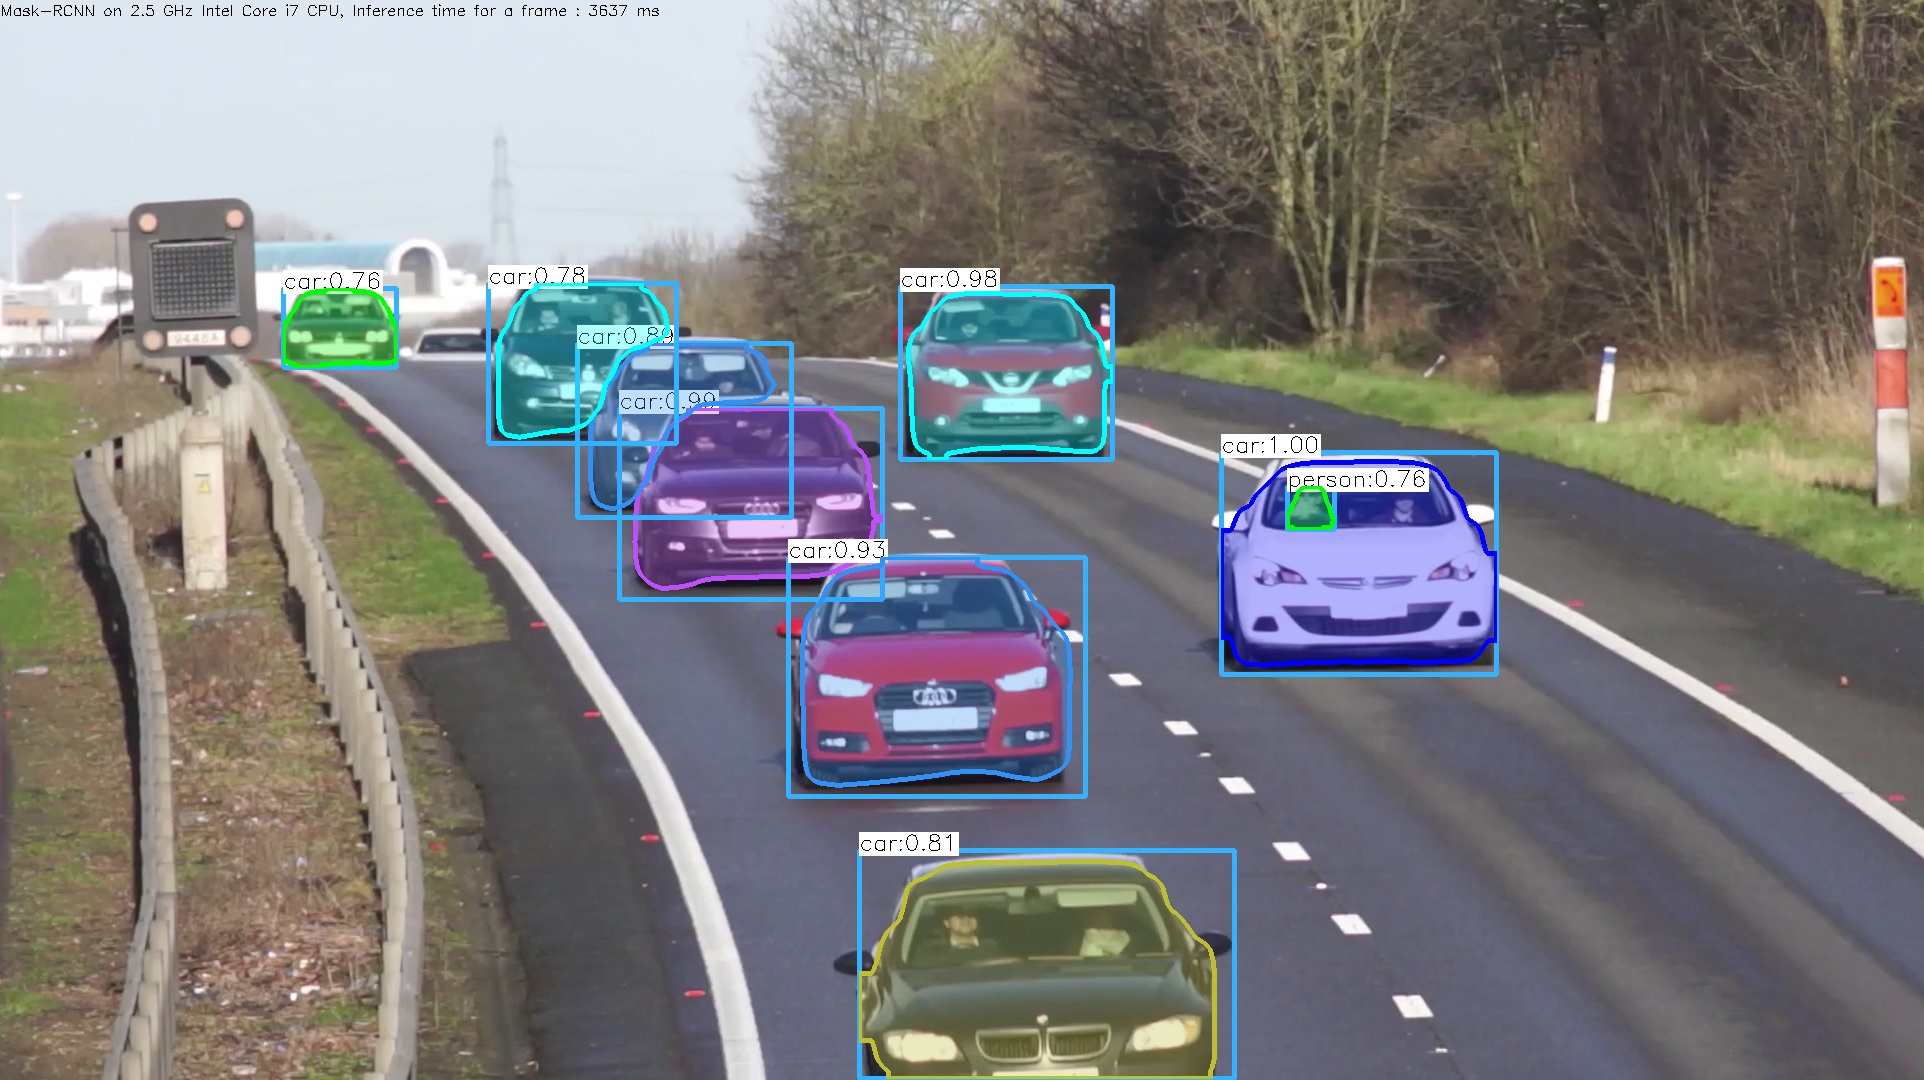 Mask-RCNN on 2.5 GHz Intel Core i7 CPU, Inference time for a frame : 3637 ms
car:0.76
car:0.78
car:0.98
car:0.89
car:0.99
car:1.00
person:0.76
car:0.93
car:0.81
9448A